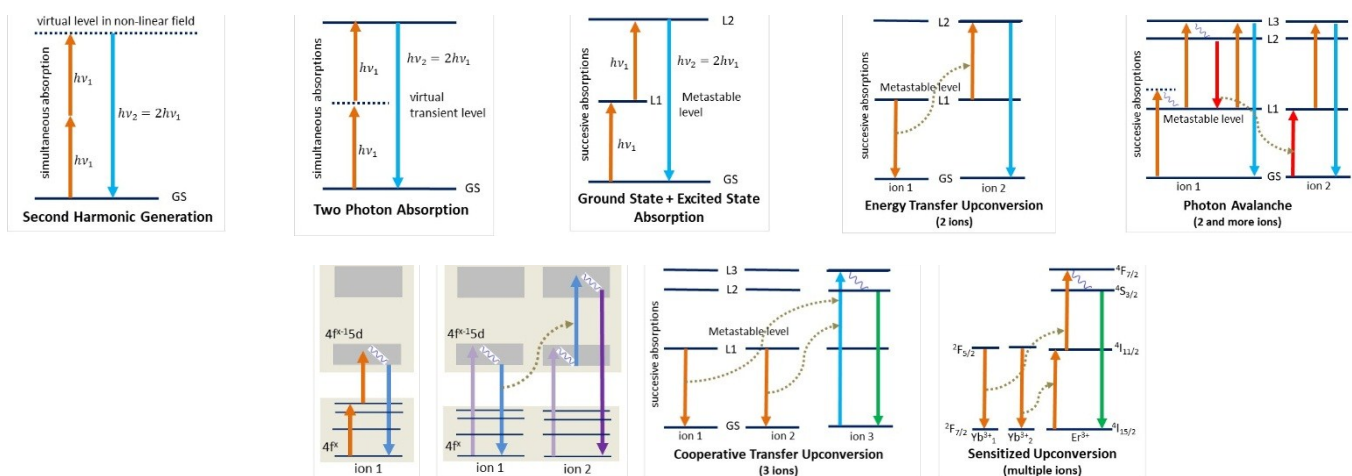 virtual level in non-linear field
simultaneous absorption
hν₁
hν₂ = 2hν₁
hν₁
GS
Second Harmonic Generation
simultaneous absorptions
hν₁
hν₂ = 2hν₁
virtual
transient level
hν₁
GS
Two Photon Absorption
L2
succesive absorptions
hν₁
hν₂ = 2hν₁
L1
Metastable
level
hν₁
GS
Ground State + Excited State
Absorption
L2
succesive absorptions
Metastable level
L1
GS
ion 1
ion 2
Energy Transfer Upconversion
(2 ions)
L3
L2
succesive absorptions
L1
Metastable level
GS
ion 1
ion 2
Photon Avalanche
(2 and more ions)
4fˣ⁻¹5d
4fˣ
ion 1
4fˣ⁻¹5d
4fˣ
ion 1
ion 2
L3
L2
succesive absorptions
Metastable level
L1
GS
ion 1
ion 2
ion 3
Cooperative Transfer Upconversion
(3 ions)
⁴F₇/₂
⁴S₃/₂
²F₅/₂
⁴I₁₁/₂
²F₇/₂
⁴I₁₅/₂
Yb³⁺₁
Yb³⁺₂
Er³⁺
Sensitized Upconversion
(multiple ions)